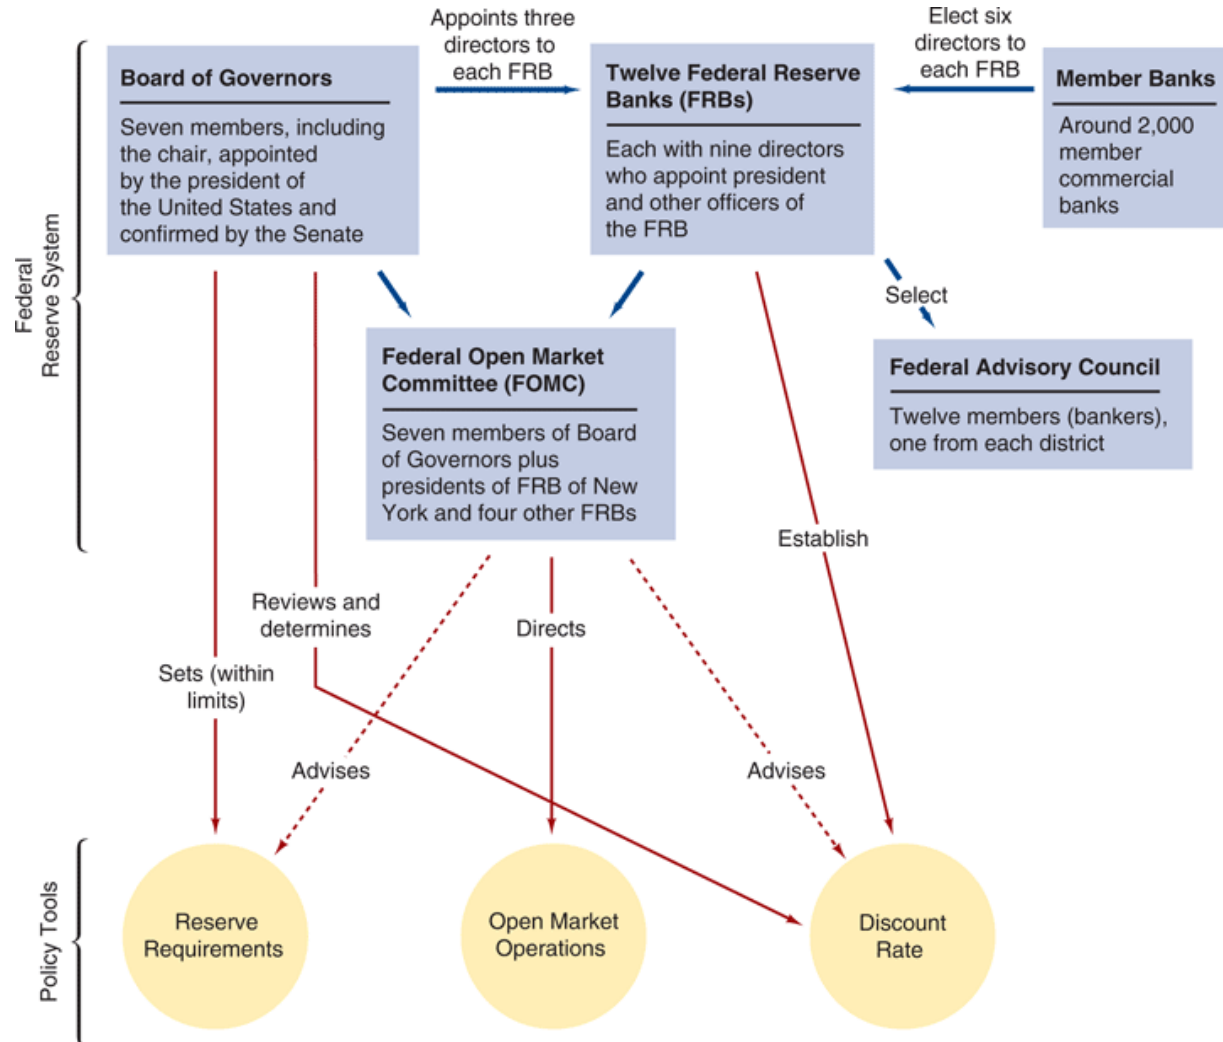 Appoints three
directors to
each FRB
Elect six
directors to
each FRB
Board of Governors
Seven members, including
the chair, appointed
by the president of
the United States and
confirmed by the Senate
Twelve Federal Reserve
Banks (FRBs)
Each with nine directors
who appoint president
and other officers of
the FRB
Member Banks
Around 2,000
member
commercial
banks
Federal
Reserve System
Select
Federal Open Market
Committee (FOMC)
Seven members of Board
of Governors plus
presidents of FRB of New
York and four other FRBs
Federal Advisory Council
Twelve members (bankers),
one from each district
Establish
Reviews and
determines
Directs
Sets (within
limits)
Advises
Advises
Policy Tools
Reserve
Requirements
Open Market
Operations
Discount
Rate